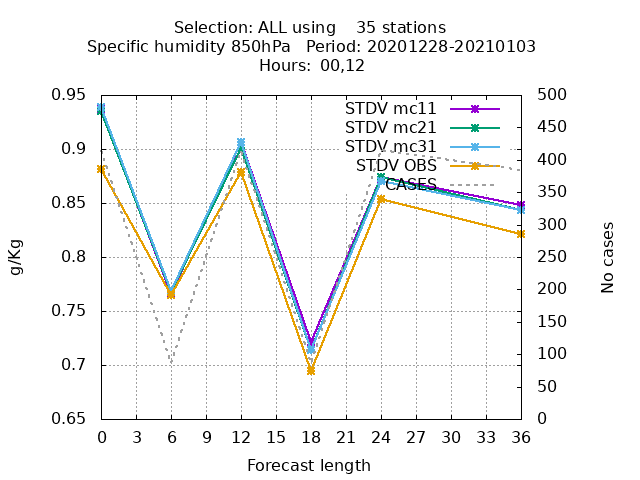 Selection: ALL using    35 stations
Specific humidity 850hPa   Period: 20201228-20210103
Hours:  00,12
STDV mc11
STDV mc21
STDV mc31
STDV OBS
CASES
g/Kg
0.95
0.9
0.85
0.8
0.75
0.7
0.65
500
450
400
350
300
250
200
150
100
50
0
No cases
0 3 6 9 12 15 18 21 24 27 30 33 36
Forecast length